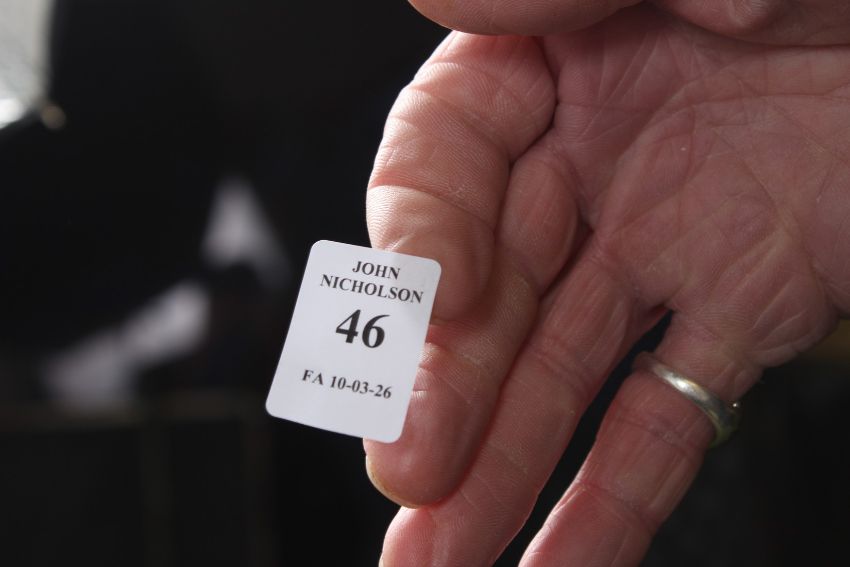 JOHN
NICHOLSON
46
FA 10-03-26